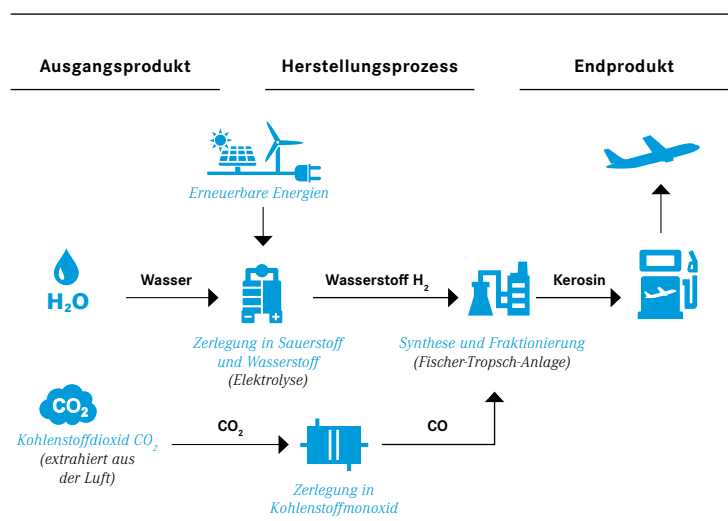 Ausgangsprodukt
Herstellungsprozess
Endprodukt
Erneuerbare Energien
H₂O
Wasser
Wasserstoff H₂
Kerosin
Zerlegung in Sauerstoff
und Wasserstoff
(Elektrolyse)
Synthese und Fraktionierung
(Fischer-Tropsch-Anlage)
CO₂
Kohlenstoffdioxid CO₂
(extrahiert aus
der Luft)
CO₂
CO
Zerlegung in
Kohlenstoffmonoxid